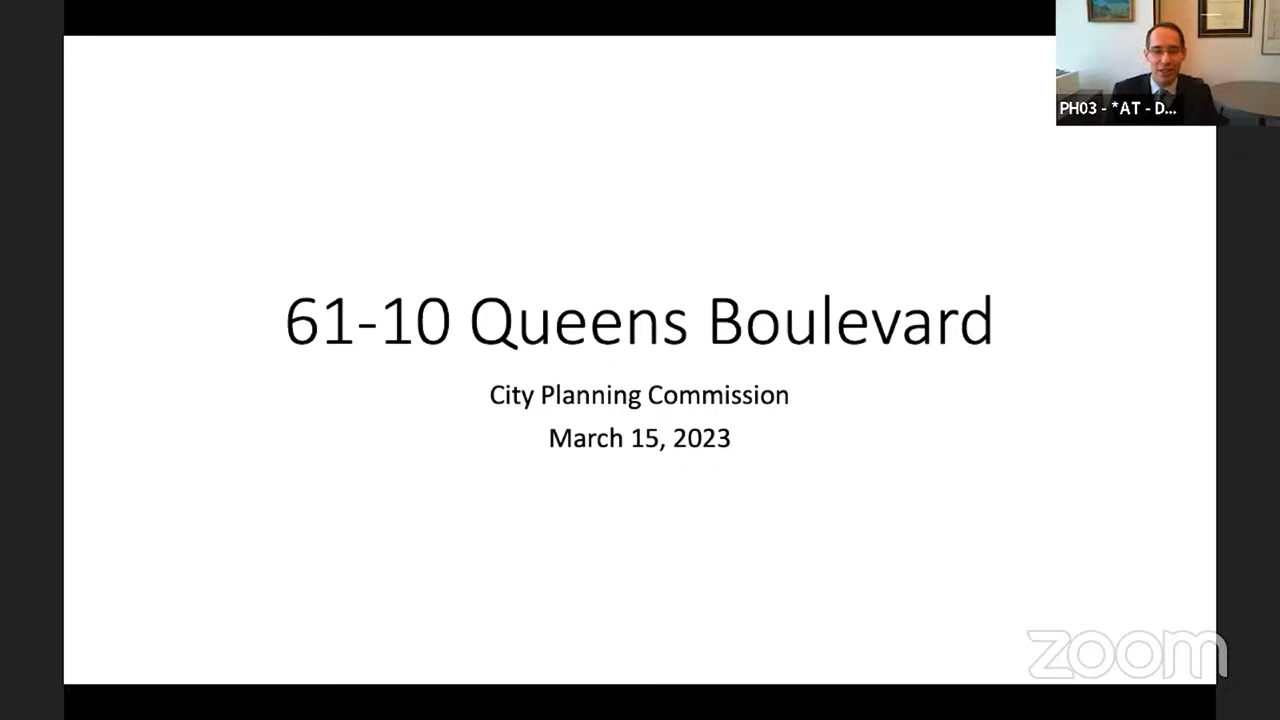 PH03 - *AT - D...
61-10 Queens Boulevard
City Planning Commission
March 15, 2023
zoom